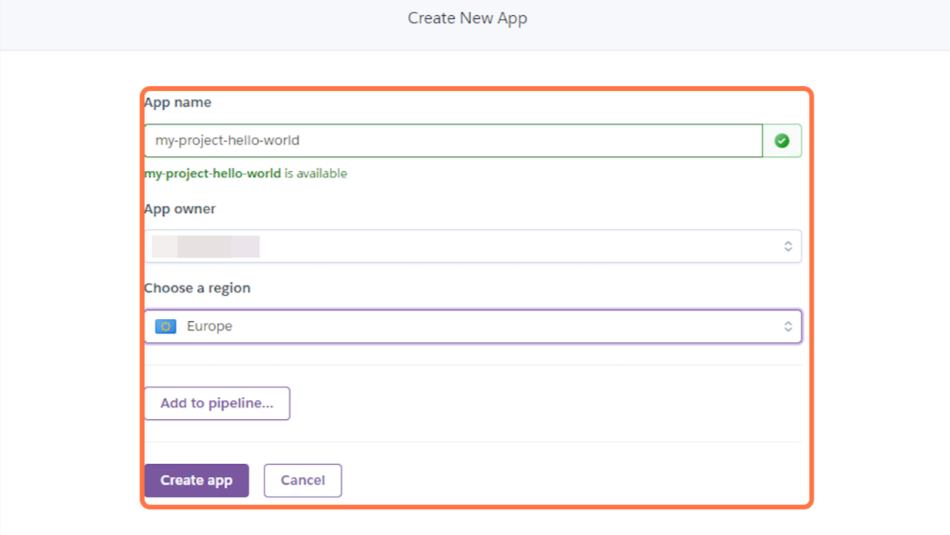 Create New App
App name
my-project-hello-world
my-project-hello-world is available
App owner
Choose a region
Europe
Add to pipeline...
Create app
Cancel